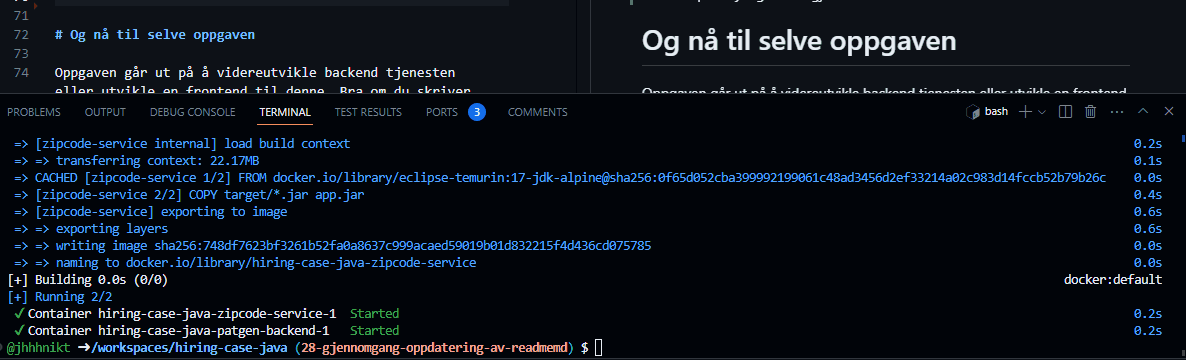 71
72 # Og nå til selve oppgaven
73
74 Oppgaven går ut på å videreutvikle backend tjenesten
eller utvikle en frontend til denne. Bra om du skriver
Og nå til selve oppgaven
Oppgaven går ut på å videreutvikle backend tjenesten eller utvikle en frontend
PROBLEMS OUTPUT DEBUG CONSOLE TERMINAL TEST RESULTS PORTS 3 COMMENTS bash
=> [zipcode-service internal] load build context 0.2s
=> => transferring context: 22.17MB 0.1s
=> CACHED [zipcode-service 1/2] FROM docker.io/library/eclipse-temurin:17-jdk-alpine@sha256:0f65d052cba399992199061c48ad3456d2ef33214a02c983d14fccb52b79b26c 0.0s
=> [zipcode-service 2/2] COPY target/*.jar app.jar 0.4s
=> [zipcode-service] exporting to image 0.6s
=> => exporting layers 0.6s
=> => writing image sha256:748df7623bf3261b52fa0a8637c999acaed59019b01d832215f4d436cd075785 0.0s
=> => naming to docker.io/library/hiring-case-java-zipcode-service 0.0s
[+] Building 0.0s (0/0) docker:default
[+] Running 2/2
✓ Container hiring-case-java-zipcode-service-1 Started 0.2s
✓ Container hiring-case-java-patgen-backend-1 Started 0.2s
@jhhhnikt ➜/workspaces/hiring-case-java (28-gjennomgang-oppdatering-av-readmemd) $